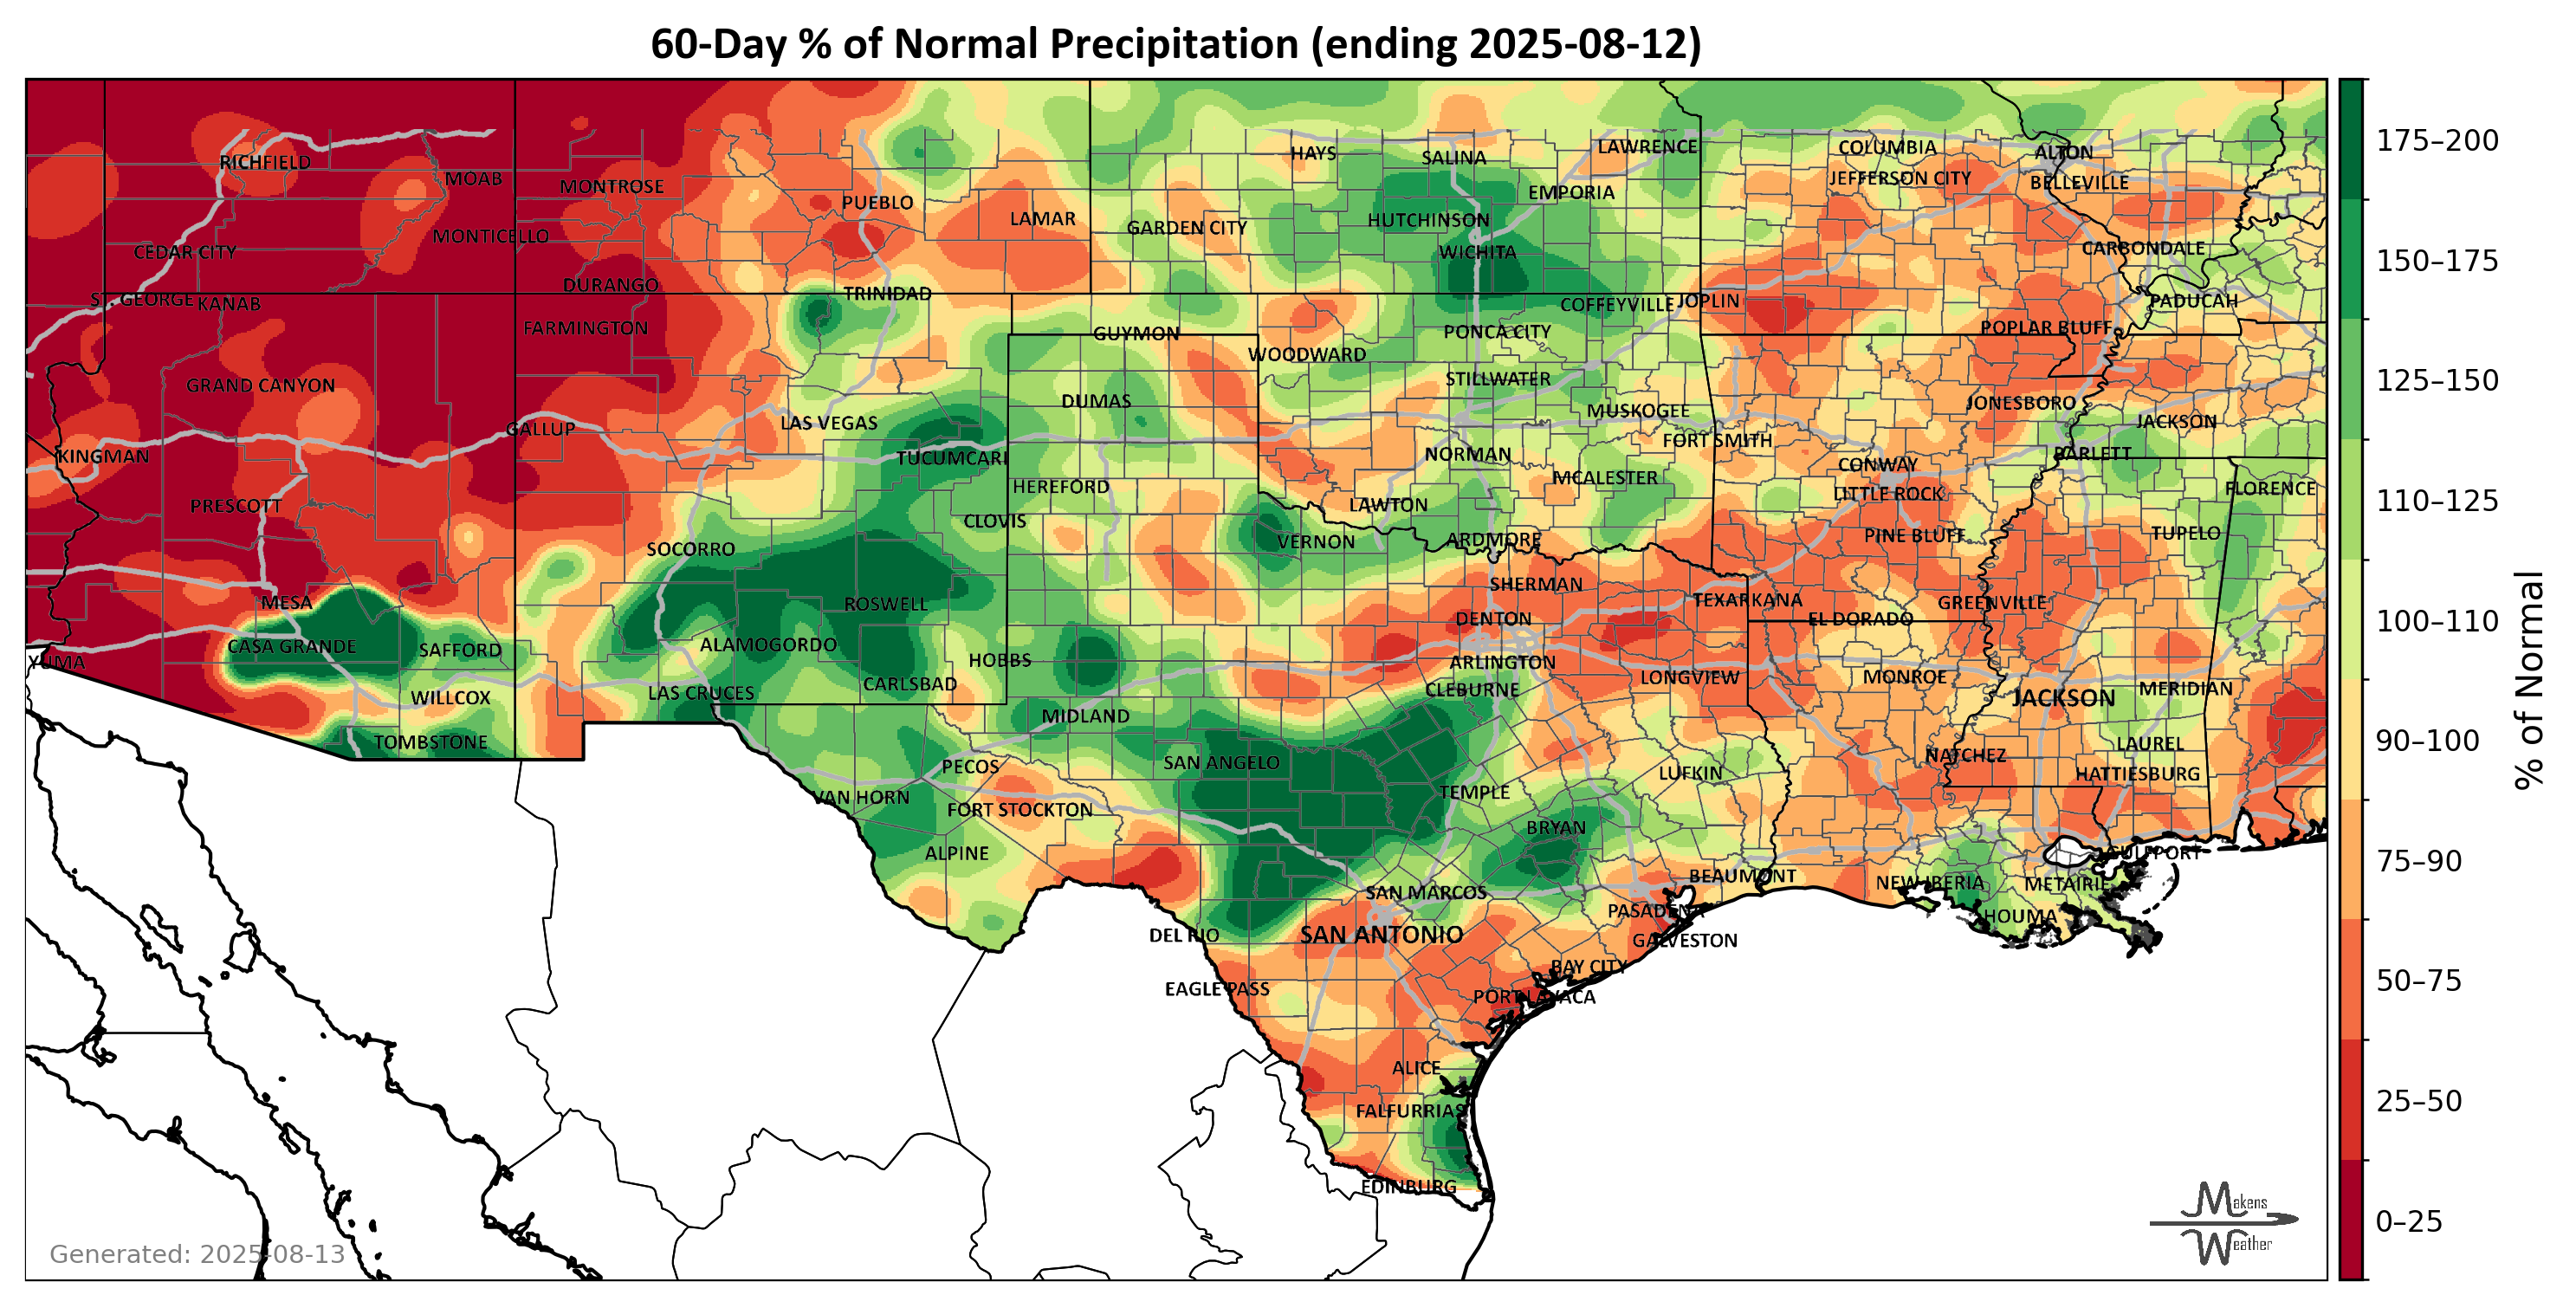 60-Day % of Normal Precipitation (ending 2025-08-12)
RICHFIELD
MOAB
MONTROSE
PUEBLO
LAMAR
HAYS
SALINA
LAWRENCE
COLUMBIA
ALTON
JEFFERSON CITY
BELLEVILLE
EMPORIA
HUTCHINSON
GARDEN CITY
WICHITA
CEDAR CITY
MONTICELLO
CARBONDALE
DURANGO
TRINIDAD
ST. GEORGE
KANAB
COFFEYVILLE
JOPLIN
PADUCAH
FARMINGTON
GUYMON
PONCA CITY
POPLAR BLUFF
WOODWARD
GRAND CANYON
STILLWATER
DUMAS
MUSKOGEE
JONESBORO
LAS VEGAS
GALLUP
JACKSON
FORT SMITH
KINGMAN
TUCUMCARI
NORMAN
BARTLETT
CONWAY
MCALESTER
HEREFORD
LITTLE ROCK
FLORENCE
PRESCOTT
LAWTON
CLOVIS
PINE BLUFF
TUPELO
SOCORRO
VERNON
ARDMORE
SHERMAN
MESA
ROSWELL
TEXARKANA
GREENVILLE
DENTON
EL DORADO
CASA GRANDE
SAFFORD
ALAMOGORDO
YUMA
HOBBS
ARLINGTON
LONGVIEW
MONROE
WILLCOX
LAS CRUCES
CARLSBAD
CLEBURNE
JACKSON
MERIDIAN
MIDLAND
TOMBSTONE
LAUREL
PECOS
SAN ANGELO
NATCHEZ
LUFKIN
HATTIESBURG
VAN HORN
FORT STOCKTON
TEMPLE
BRYAN
ALPINE
GULFPORT
SAN MARCOS
BEAUMONT
NEW IBERIA
METAIRIE
PASADENA
HOUMA
DEL RIO
SAN ANTONIO
GALVESTON
BAY CITY
EAGLE PASS
PORT LAVACA
ALICE
FALFURRIAS
EDINBURG
175–200
150–175
125–150
110–125
100–110
90–100
75–90
50–75
25–50
0–25
% of Normal
Makens
Weather
Generated: 2025-08-13